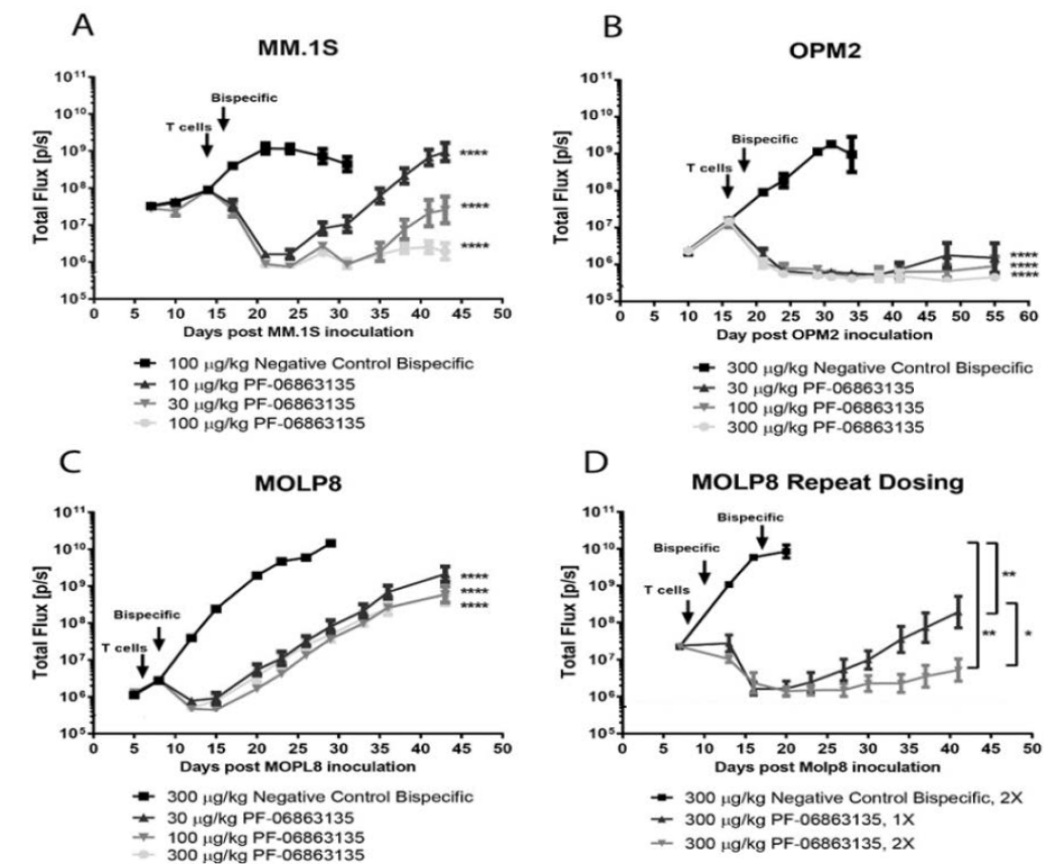 A
MM.1S
Total Flux [p/s]
10¹¹
10¹⁰
10⁹
10⁸
10⁷
10⁶
10⁵
Bispecific
T cells
****
****
****
0 5 10 15 20 25 30 35 40 45 50
Days post MM.1S inoculation
100 µg/kg Negative Control Bispecific
10 µg/kg PF-06863135
30 µg/kg PF-06863135
100 µg/kg PF-06863135
B
OPM2
Total Flux [p/s]
10¹¹
10¹⁰
10⁹
10⁸
10⁷
10⁶
10⁵
Bispecific
T cells
****
****
****
0 5 10 15 20 25 30 35 40 45 50 55 60
Day post OPM2 inoculation
300 µg/kg Negative Control Bispecific
30 µg/kg PF-06863135
100 µg/kg PF-06863135
300 µg/kg PF-06863135
C
MOLP8
Total Flux [p/s]
10¹¹
10¹⁰
10⁹
10⁸
10⁷
10⁶
10⁵
Bispecific
T cells
****
****
****
0 5 10 15 20 25 30 35 40 45 50
Days post MOPL8 inoculation
300 µg/kg Negative Control Bispecific
30 µg/kg PF-06863135
100 µg/kg PF-06863135
300 µg/kg PF-06863135
D
MOLP8 Repeat Dosing
Total Flux [p/s]
10¹¹
10¹⁰
10⁹
10⁸
10⁷
10⁶
10⁵
Bispecific
Bispecific
T cells
**
**
*
0 5 10 15 20 25 30 35 40 45 50
Days post Molp8 inoculation
300 µg/kg Negative Control Bispecific, 2X
300 µg/kg PF-06863135, 1X
300 µg/kg PF-06863135, 2X